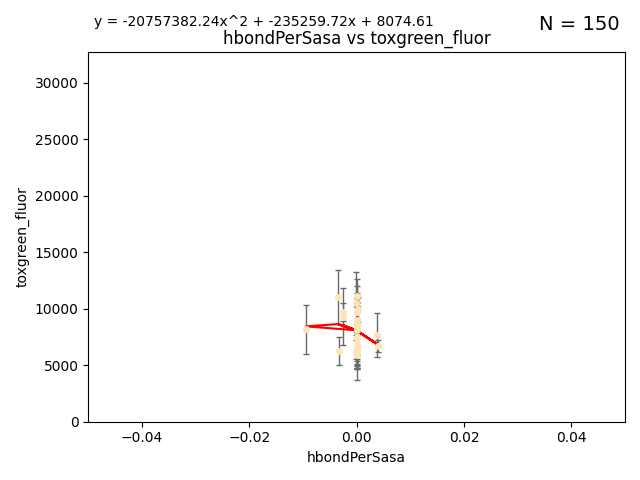 y = -20757382.24x^2 + -235259.72x + 8074.61
N = 150
hbondPerSasa vs toxgreen_fluor
30000
25000
20000
15000
10000
5000
0
toxgreen_fluor
−0.04
−0.02
0.00
0.02
0.04
hbondPerSasa